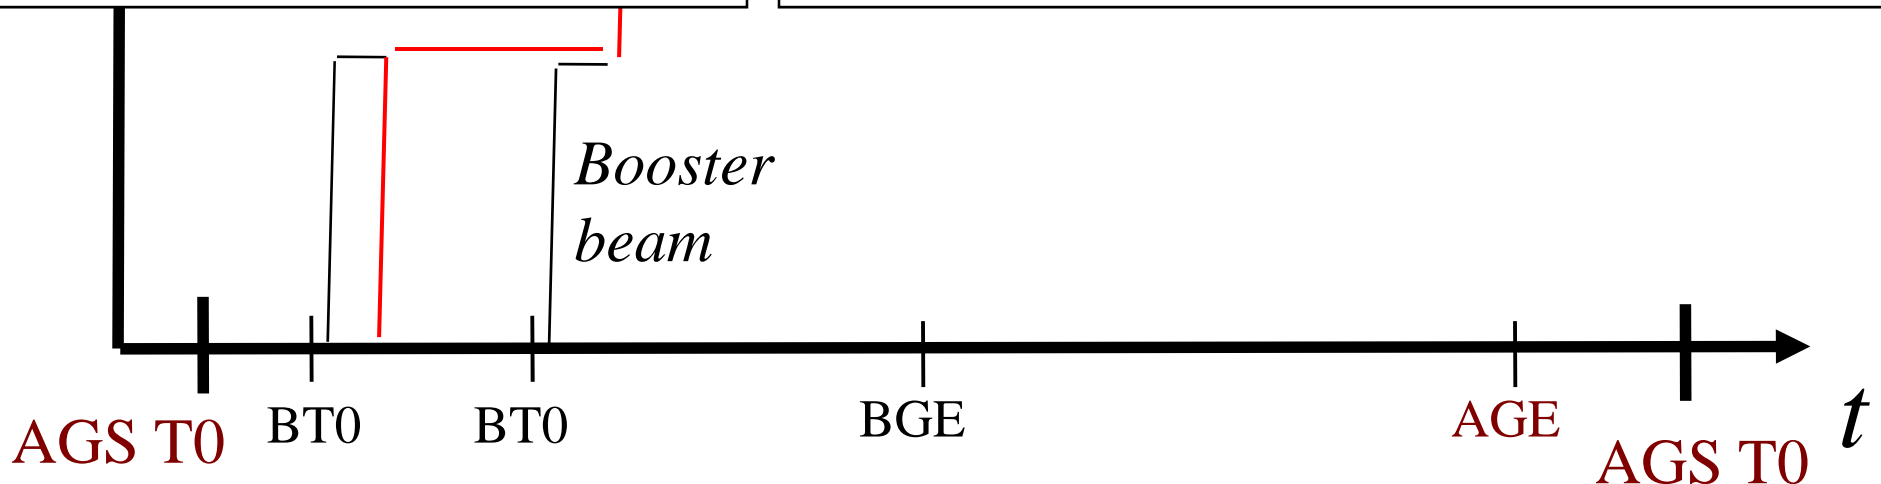 Booster
beam
AGS T0
BT0
BT0
BGE
AGE
AGS T0
t